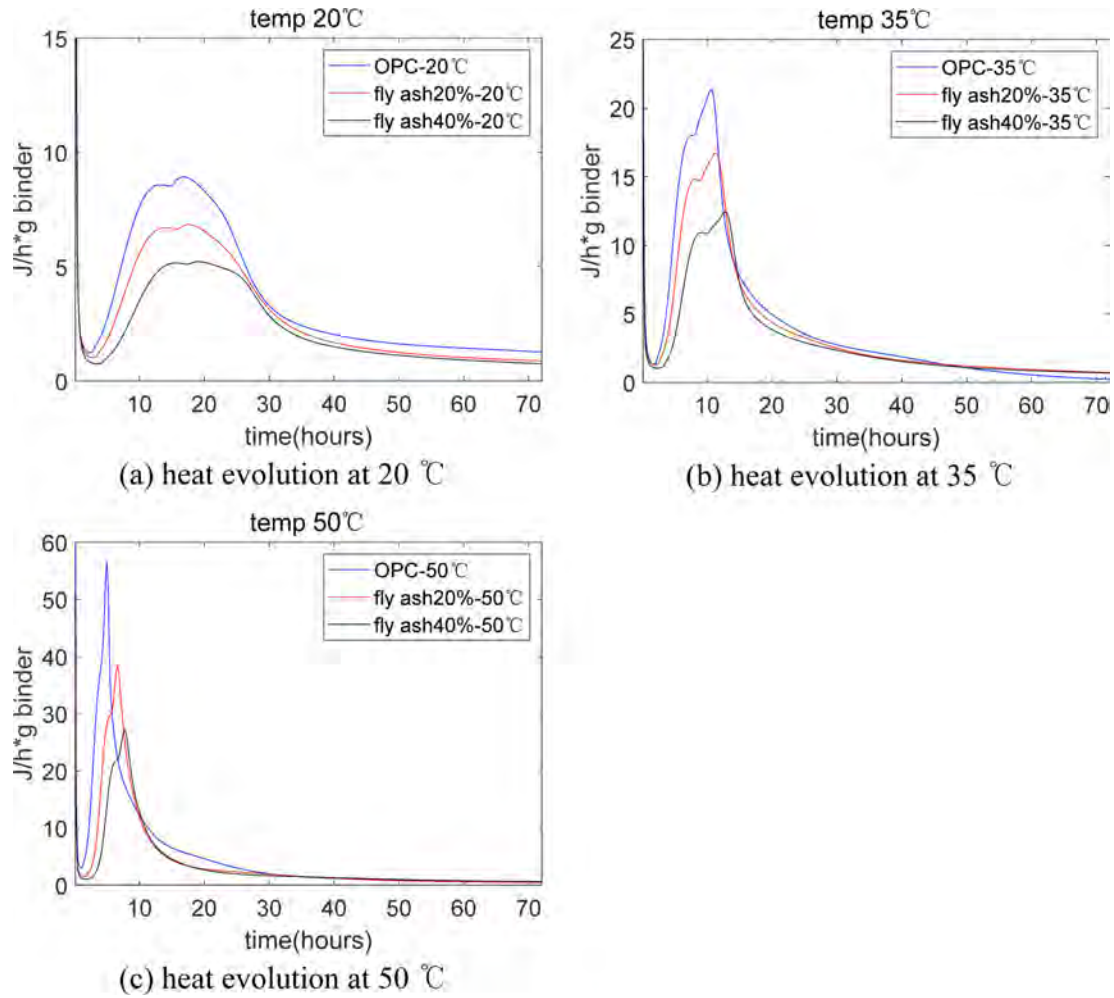 temp 20℃
15
10
5
0
J/h*g binder
OPC-20℃
fly ash20%-20℃
fly ash40%-20℃
10 20 30 40 50 60 70
time(hours)
(a) heat evolution at 20 ℃
temp 35℃
25
20
15
10
5
0
J/h*g binder
OPC-35℃
fly ash20%-35℃
fly ash40%-35℃
10 20 30 40 50 60 70
time(hours)
(b) heat evolution at 35 ℃
temp 50℃
60
50
40
30
20
10
0
J/h*g binder
OPC-50℃
fly ash20%-50℃
fly ash40%-50℃
10 20 30 40 50 60 70
time(hours)
(c) heat evolution at 50 ℃